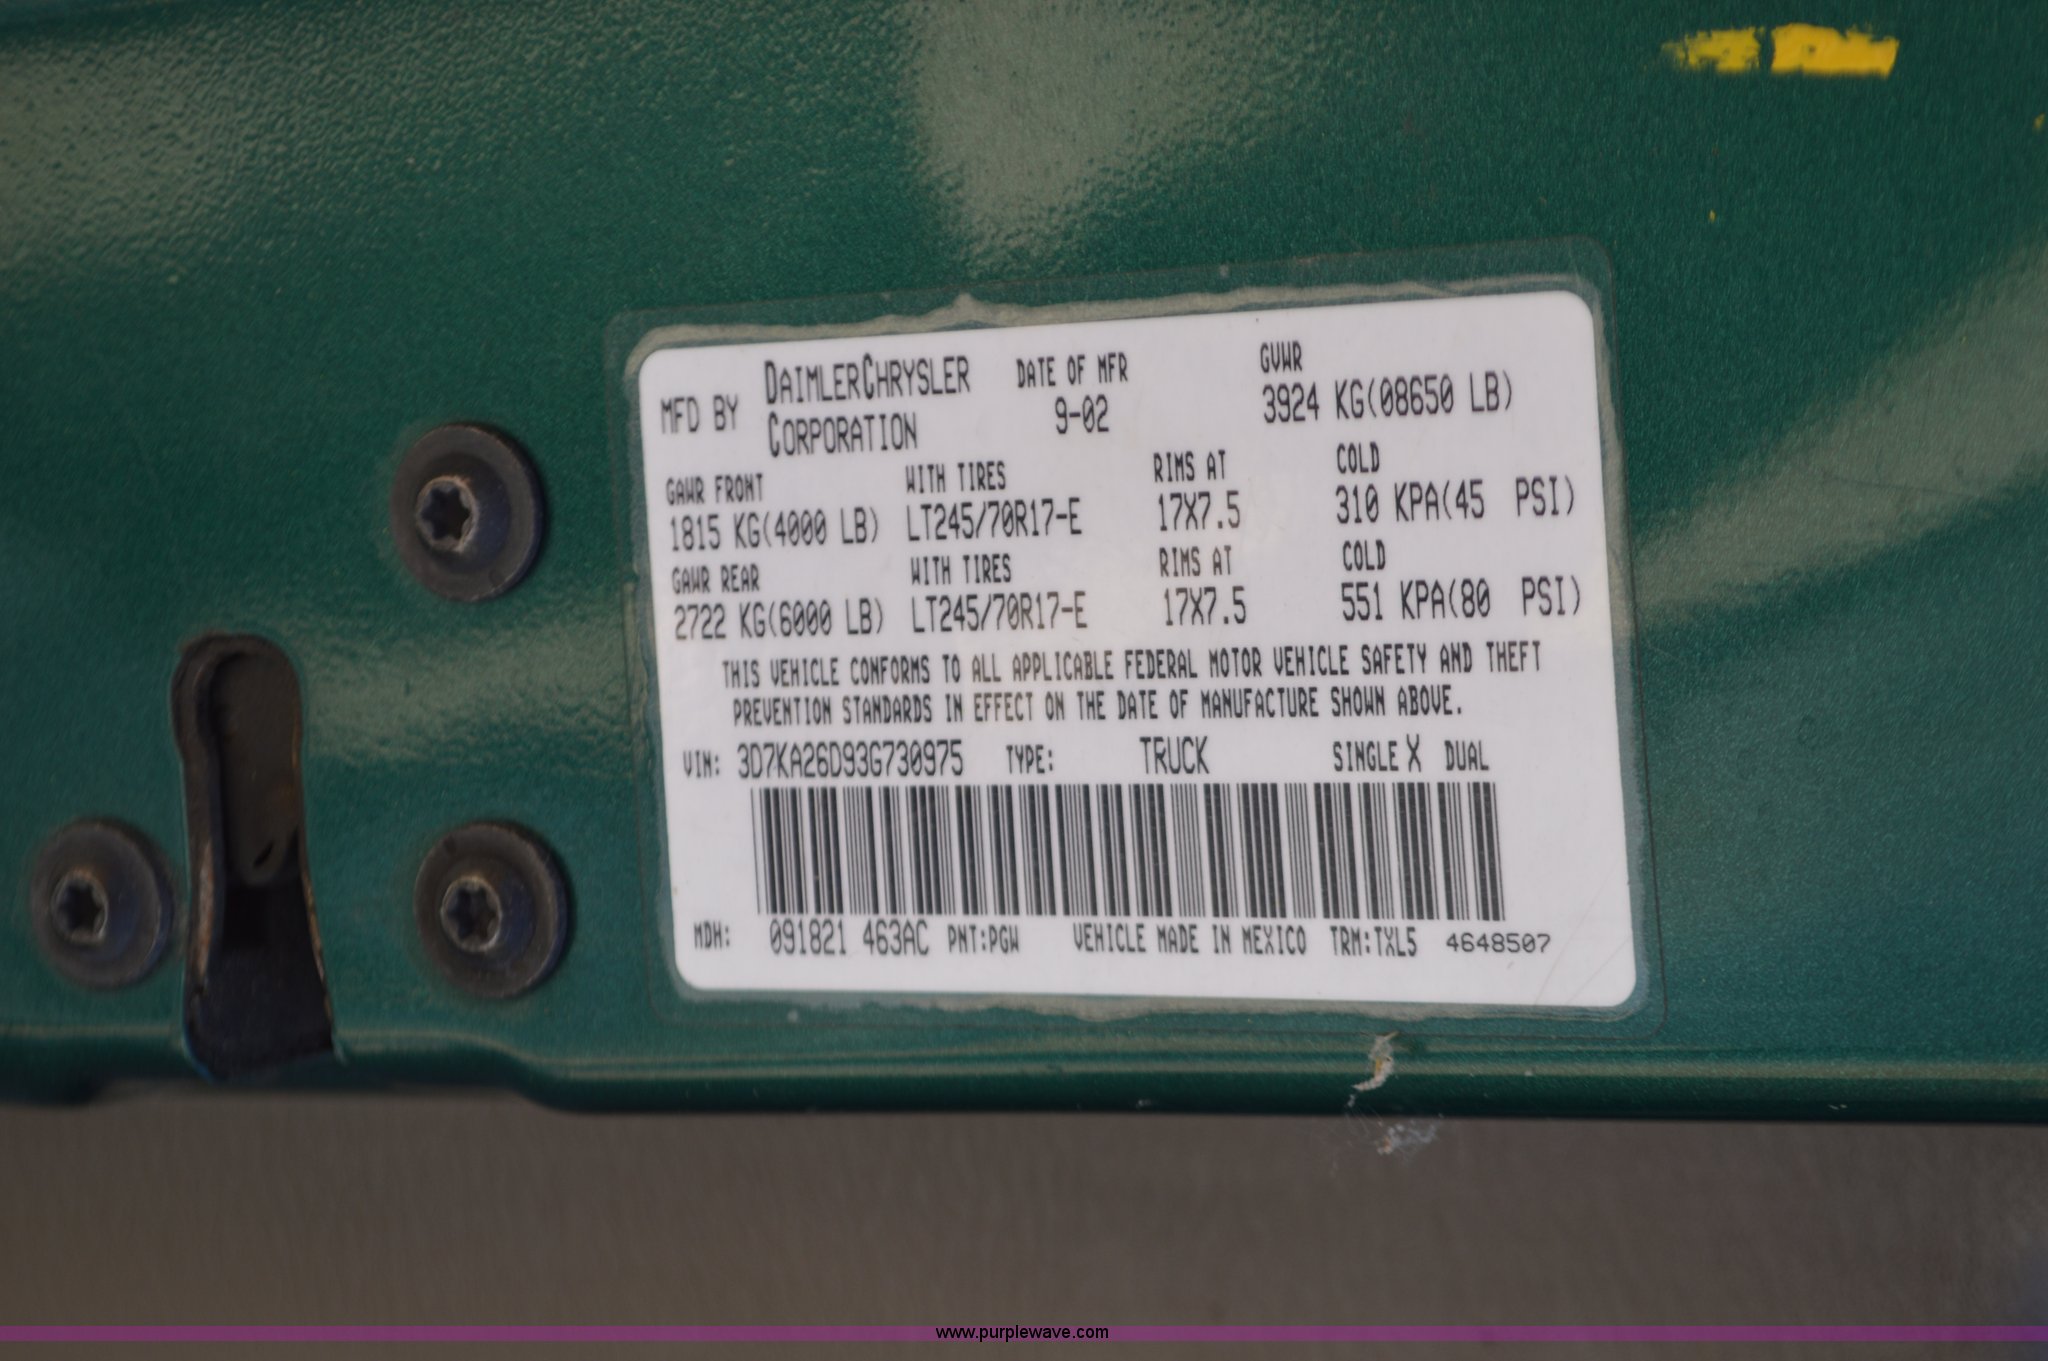 MFD BY DAIMLERCHRYSLER CORPORATION DATE OF MFR 9-02 GVWR 3924 KG(08650 LB)
GAWR FRONT WITH TIRES RIMS AT COLD
1815 KG(4000 LB) LT245/70R17-E 17X7.5 310 KPA(45 PSI)
GAWR REAR WITH TIRES RIMS AT COLD
2722 KG(6000 LB) LT245/70R17-E 17X7.5 551 KPA(80 PSI)
THIS VEHICLE CONFORMS TO ALL APPLICABLE FEDERAL MOTOR VEHICLE SAFETY AND THEFT
PREVENTION STANDARDS IN EFFECT ON THE DATE OF MANUFACTURE SHOWN ABOVE.
VIN: 3D7KA26D93G730975 TYPE: TRUCK SINGLE X DUAL
MDH: 091821 463AC PNT:PGW VEHICLE MADE IN MEXICO TRM:TXL5 4648507
www.purplewave.com